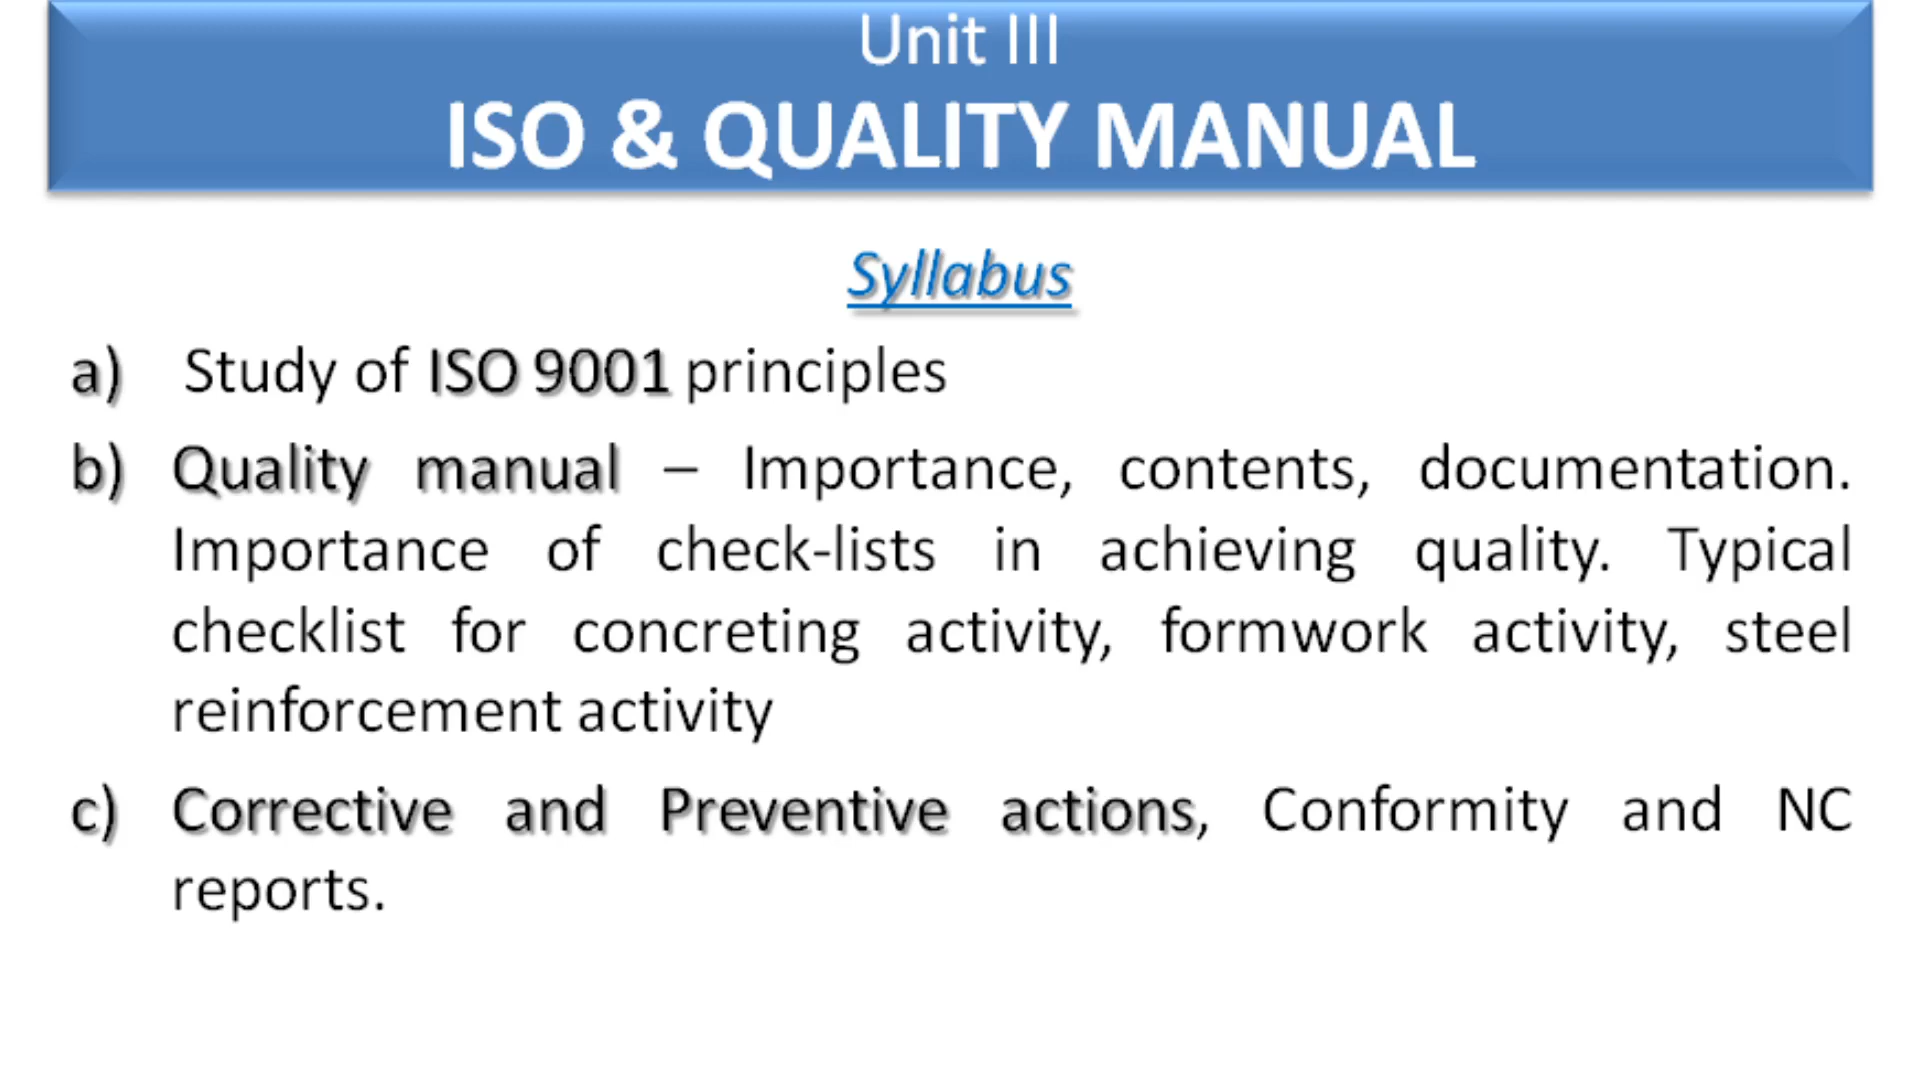 Unit III
ISO & QUALITY MANUAL
Syllabus
a) Study of ISO 9001 principles
b) Quality manual – Importance, contents, documentation.
Importance of check-lists in achieving quality. Typical
checklist for concreting activity, formwork activity, steel
reinforcement activity
c) Corrective and Preventive actions, Conformity and NC
reports.